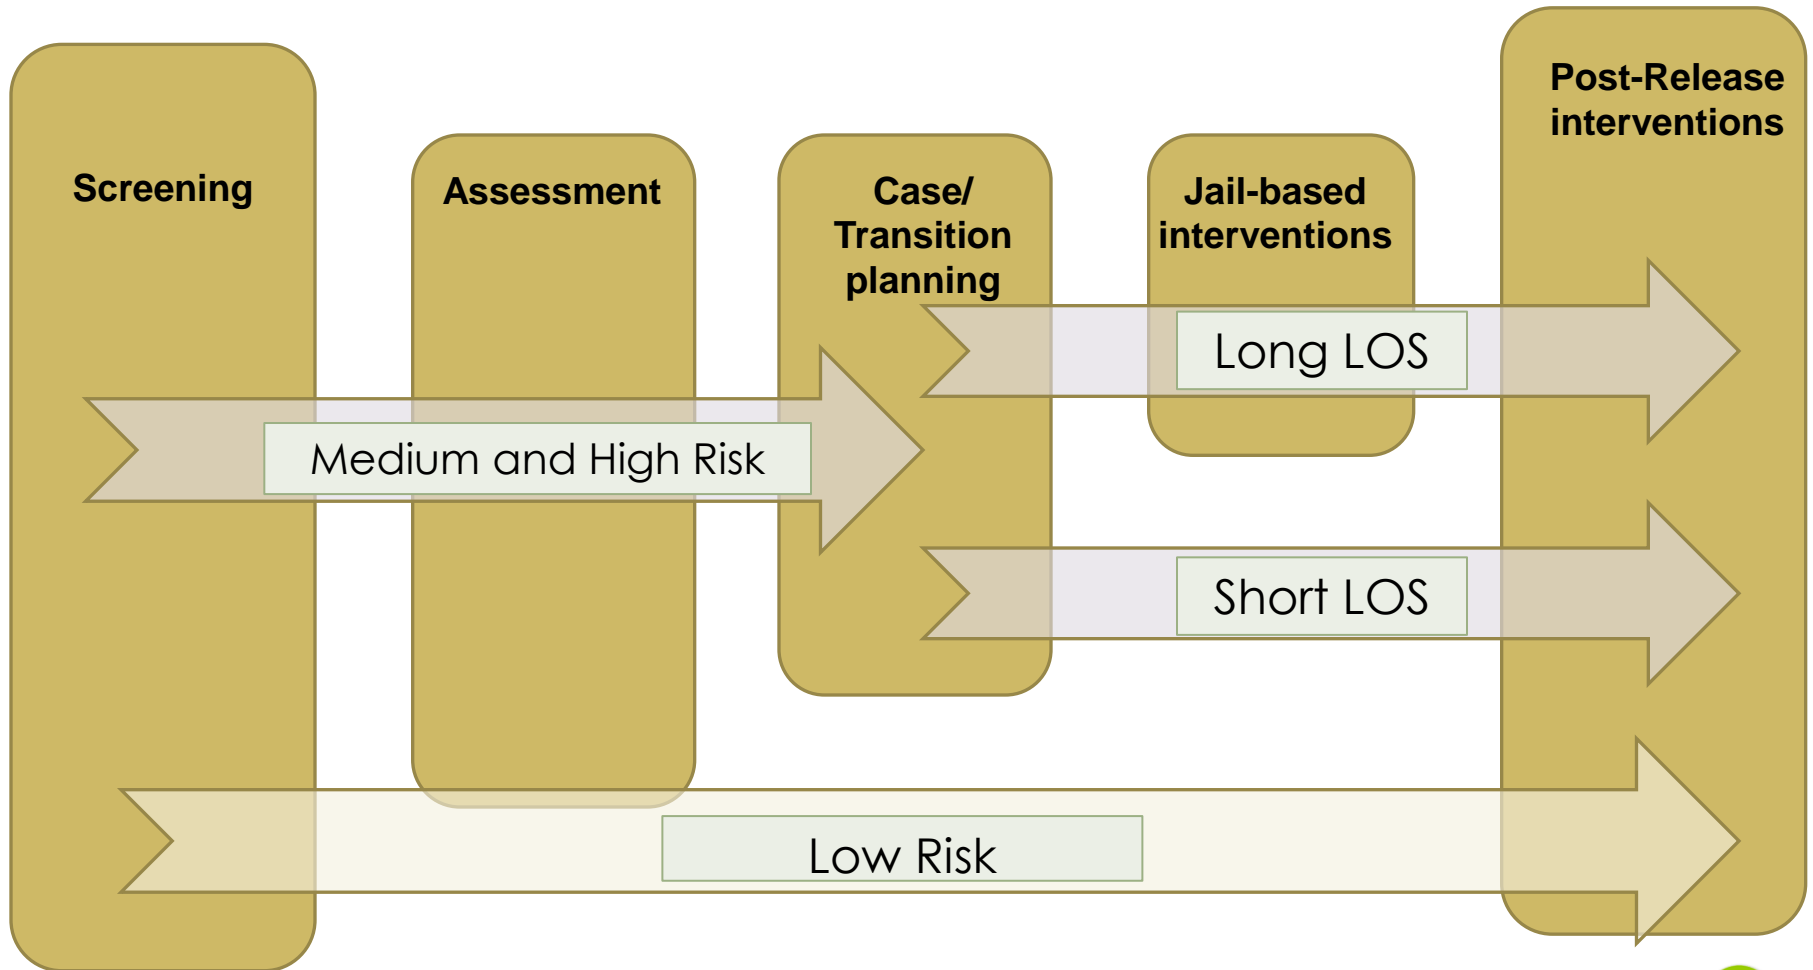 Screening
Assessment
Case/
Transition
planning
Jail-based
interventions
Post-Release
interventions
Long LOS
Medium and High Risk
Short LOS
Low Risk